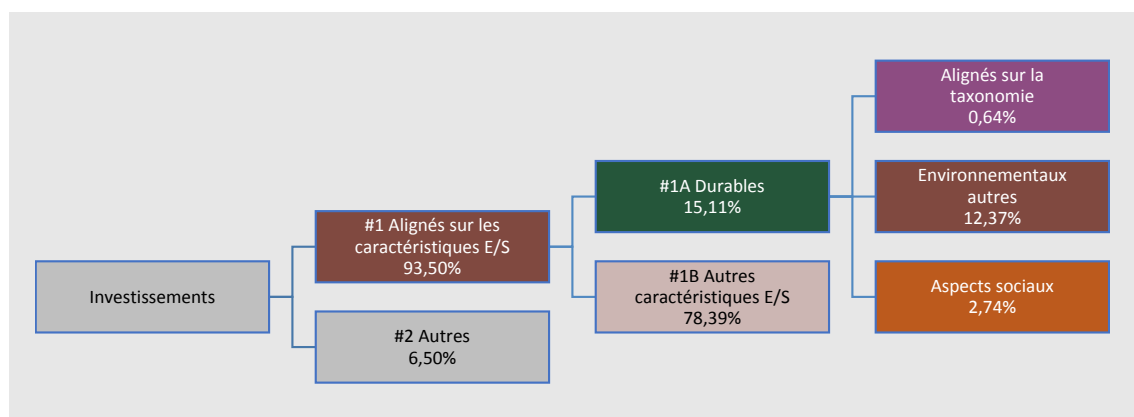 Investissements
#1 Alignés sur les
caractéristiques E/S
93,50%
#2 Autres
6,50%
#1A Durables
15,11%
#1B Autres
caractéristiques E/S
78,39%
Alignés sur la
taxonomie
0,64%
Environnementaux
autres
12,37%
Aspects sociaux
2,74%